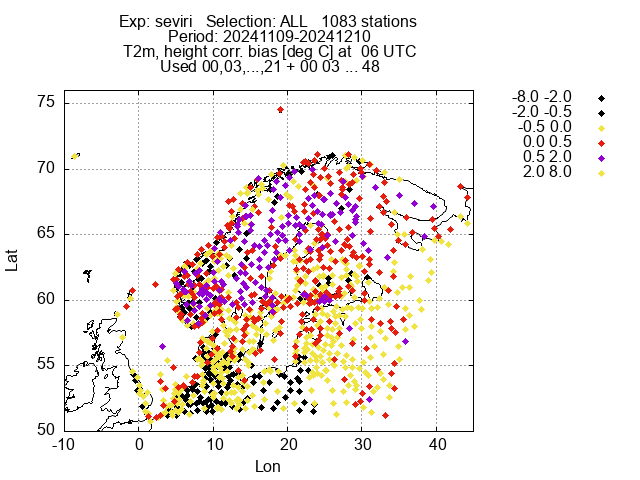 Exp: seviri   Selection: ALL   1083 stations
Period: 20241109-20241210
T2m, height corr. bias [deg C] at  06 UTC
Used 00,03,...,21 + 00 03 ... 48
-8.0 -2.0
-2.0 -0.5
-0.5 0.0
0.0 0.5
0.5 2.0
2.0 8.0
75
70
65
60
55
50
Lat
-10 0 10 20 30 40
Lon